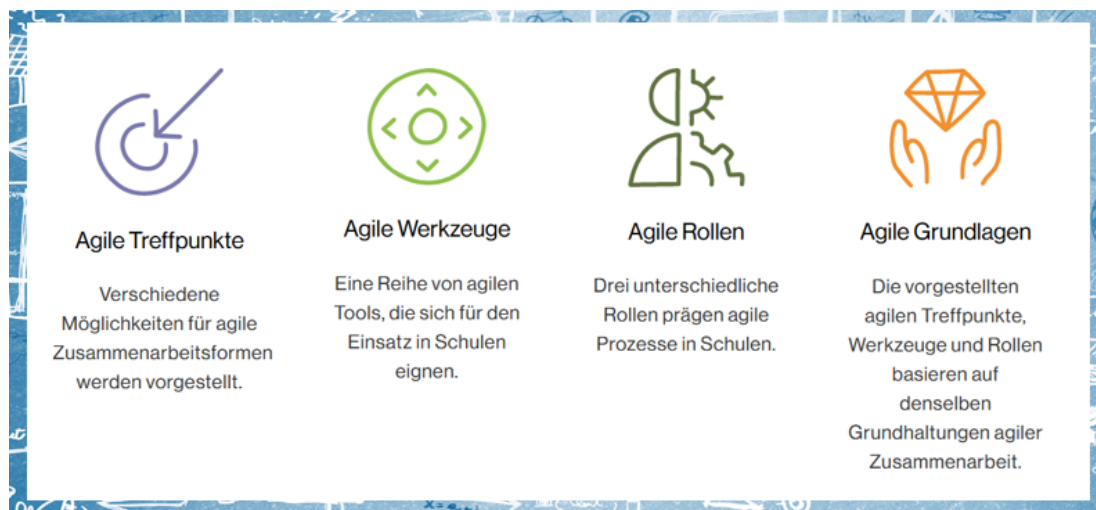 Agile Treffpunkte
Verschiedene
Möglichkeiten für agile
Zusammenarbeitsformen
werden vorgestellt.
Agile Werkzeuge
Eine Reihe von agilen
Tools, die sich für den
Einsatz in Schulen
eignen.
Agile Rollen
Drei unterschiedliche
Rollen prägen agile
Prozesse in Schulen.
Agile Grundlagen
Die vorgestellten
agilen Treffpunkte,
Werkzeuge und Rollen
basieren auf
denselben
Grundhaltungen agiler
Zusammenarbeit.